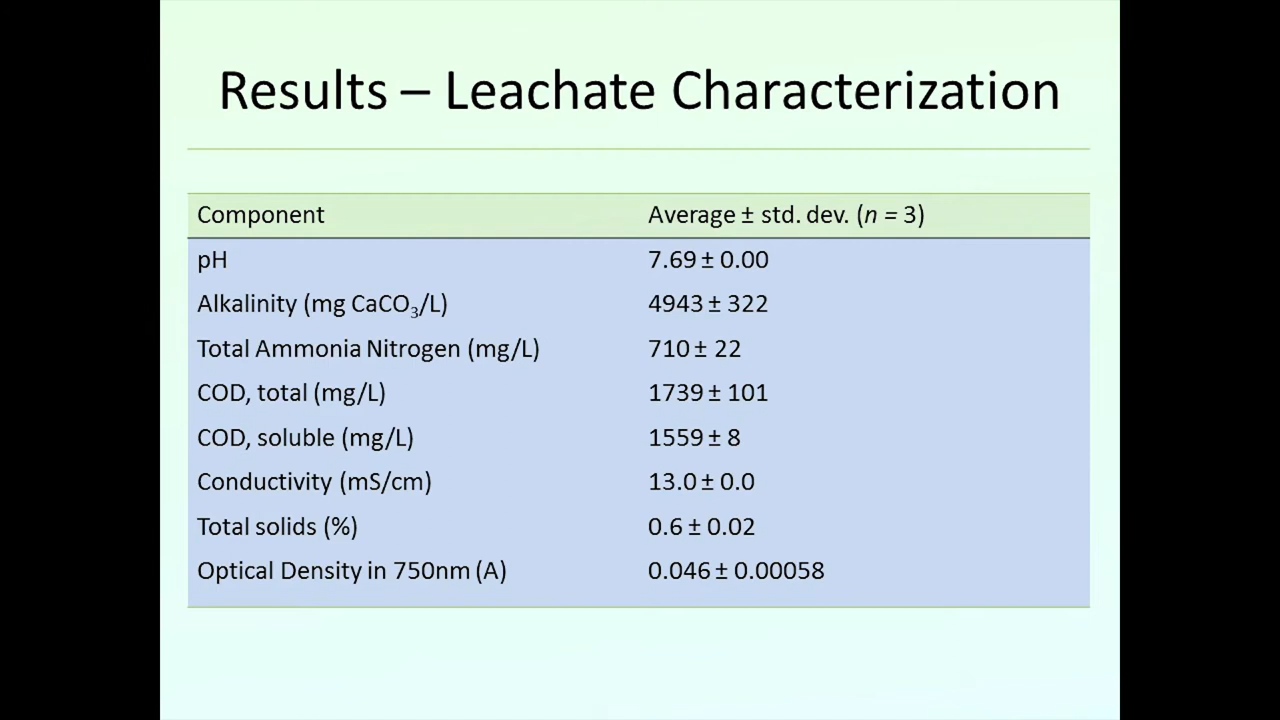 Results – Leachate Characterization
Component Average ± std. dev. (n = 3)
pH 7.69 ± 0.00
Alkalinity (mg CaCO₃/L) 4943 ± 322
Total Ammonia Nitrogen (mg/L) 710 ± 22
COD, total (mg/L) 1739 ± 101
COD, soluble (mg/L) 1559 ± 8
Conductivity (mS/cm) 13.0 ± 0.0
Total solids (%) 0.6 ± 0.02
Optical Density in 750nm (A) 0.046 ± 0.00058